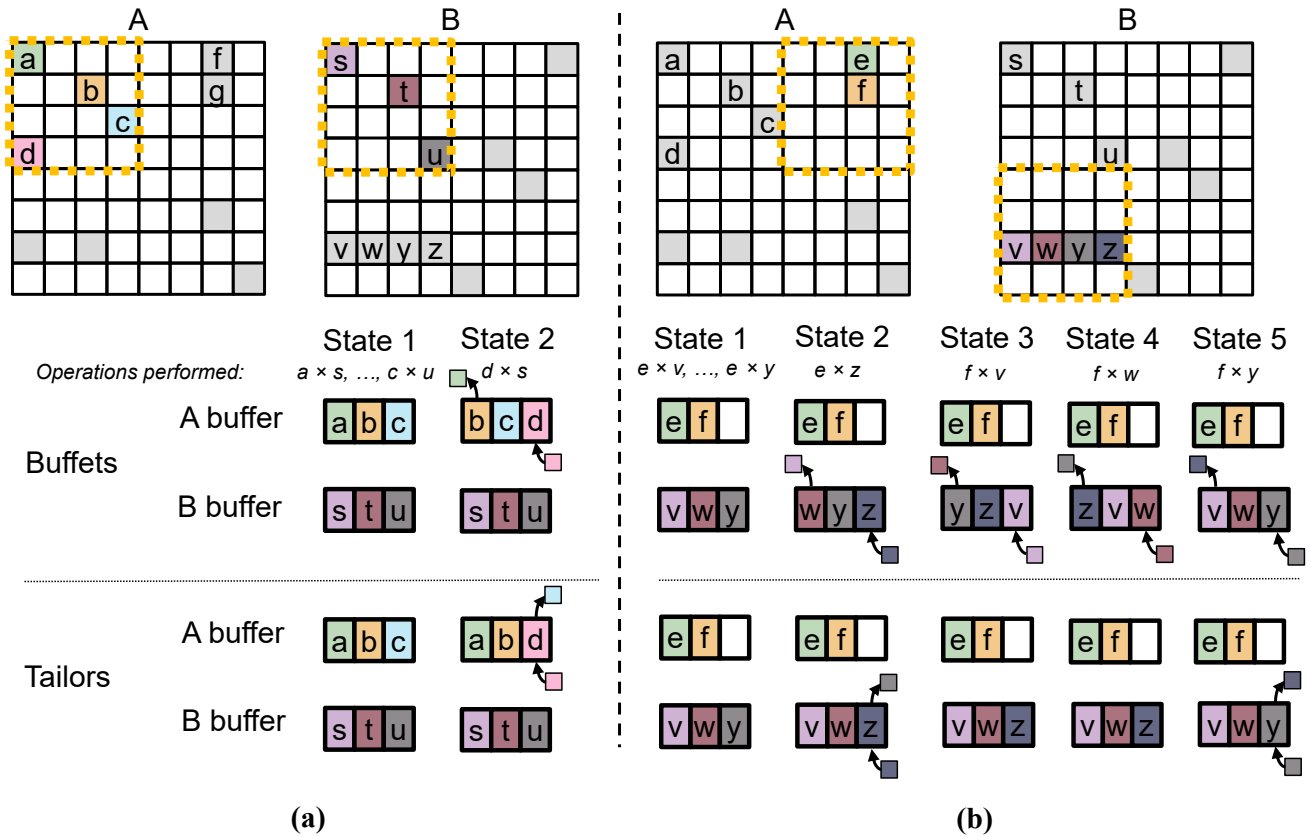 A B A B
a f s a e s
b g t b f t
c c
d u d u
v w y z v w y z
State 1 State 2 State 1 State 2 State 3 State 4 State 5
Operations performed: a × s, …, c × u d × s e × v, …, e × y e × z f × v f × w f × y
A buffer a b c b c d e f e f e f e f e f
Buffets
B buffer s t u s t u v w y w y z y z v z v w v w y
A buffer a b c a b d e f e f e f e f e f
Tailors
B buffer s t u s t u v w y v w z v w z v w z v w y
(a) (b)